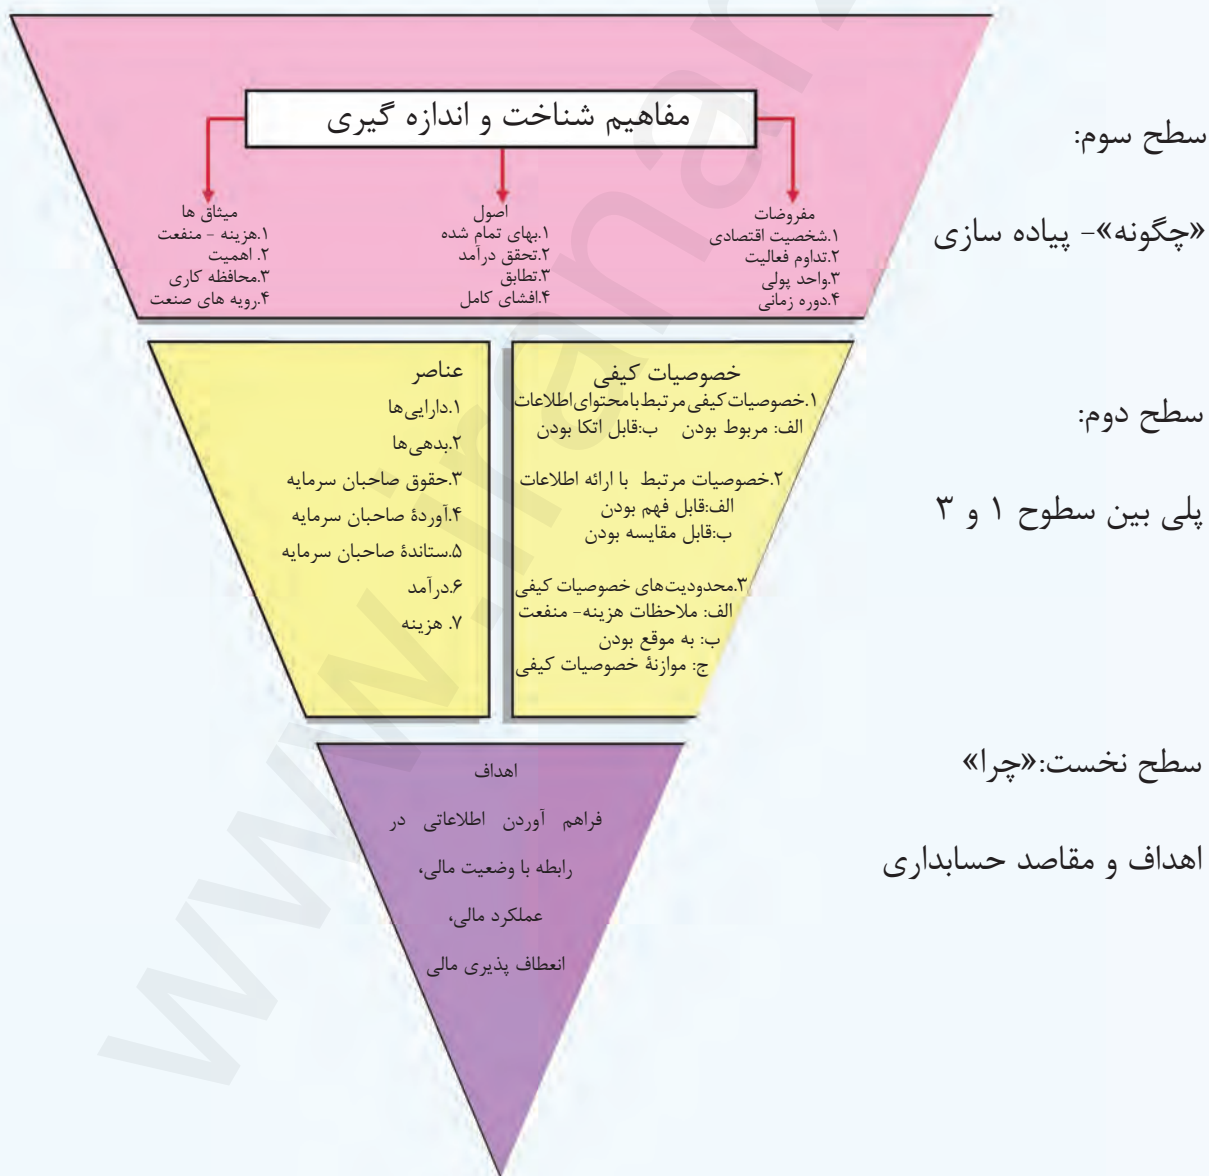 مفاهیم شناخت و اندازه گیری
مفروضات
۱.شخصیت اقتصادی
۲.تداوم فعالیت
۳.واحد پولی
۴.دوره زمانی
اصول
۱.بهای تمام شده
۲.تحقق درآمد
۳.تطابق
۴.افشای کامل
میثاق ها
۱.هزینه - منفعت
۲. اهمیت
۳.محافظه کاری
۴.رویه های صنعت
سطح سوم:
«چگونه»- پیاده سازی
خصوصیات کیفی
۱.خصوصیات کیفی مرتبط با محتوای اطلاعات
الف: مربوط بودن ب:قابل اتکا بودن
۲.خصوصیات مرتبط با ارائه اطلاعات
الف:قابل فهم بودن
ب:قابل مقایسه بودن
۳.محدودیت‌های خصوصیات کیفی
الف: ملاحظات هزینه- منفعت
ب: به موقع بودن
ج: موازنهٔ خصوصیات کیفی
عناصر
۱.دارایی‌ها
۲.بدهی‌ها
۳.حقوق صاحبان سرمایه
۴.آوردهٔ صاحبان سرمایه
۵.ستاندهٔ صاحبان سرمایه
۶.درآمد
۷. هزینه
سطح دوم:
پلی بین سطوح ۱ و ۳
اهداف
فراهم آوردن اطلاعاتی در
رابطه با وضعیت مالی،
عملکرد مالی،
انعطاف پذیری مالی
سطح نخست:«چرا»
اهداف و مقاصد حسابداری